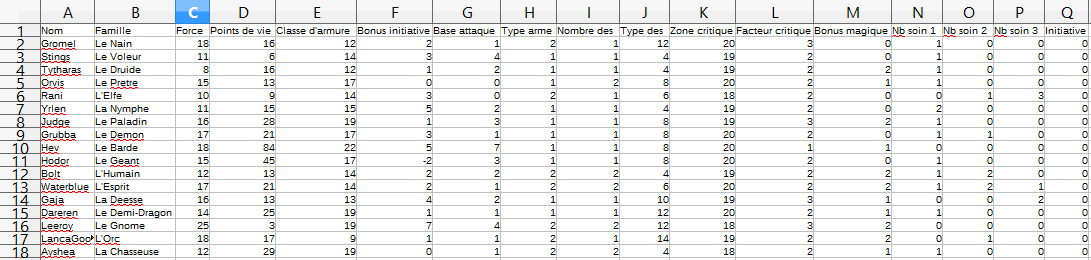 A B C D E F G H I J K L M N O P Q
1 Nom Famille Force Points de vie Classe d'armure Bonus initiative Base attaque Type arme Nombre des Type des Zone critique Facteur critique Bonus magique Nb soin 1 Nb soin 2 Nb soin 3 Initiative
2 Gromel Le Nain 18 16 12 2 1 2 1 12 20 3 0 1 0 0 0
3 Stings Le Voleur 11 6 14 3 4 1 1 4 19 2 0 1 0 0 0
4 Tytharas Le Druide 8 16 12 1 2 1 1 4 19 2 2 1 0 0 0
5 Orvis Le Pretre 15 13 17 0 0 1 2 8 20 2 1 1 0 0 0
6 Rani L'Elfe 10 9 14 3 0 2 1 6 18 2 0 0 1 3 0
7 Yrlen La Nymphe 11 15 15 5 2 1 1 4 19 2 0 2 0 0 0
8 Judge Le Paladin 16 28 19 1 3 1 1 8 19 3 2 1 0 0 0
9 Grubba Le Demon 17 21 17 3 1 1 1 8 20 2 0 1 1 0 0
10 Hey Le Barde 18 84 22 5 7 1 1 8 20 1 1 0 0 0 0
11 Hodor Le Geant 15 45 17 -2 3 1 1 8 20 2 0 1 0 0 0
12 Bolt L'Humain 12 13 14 2 2 2 2 4 19 2 2 1 2 0 0
13 Waterblue L'Esprit 17 21 14 2 1 2 2 6 20 2 2 1 2 1 0
14 Gaja La Deesse 16 13 13 4 2 1 1 10 19 3 1 0 0 2 0
15 Dareren Le Demi-Dragon 14 25 19 1 1 1 1 12 20 2 1 1 0 0 0
16 Leeroy Le Gnome 25 3 19 7 4 2 2 12 18 3 2 0 0 0 0
17 LancaGoo L'Orc 18 17 9 1 1 2 1 14 19 2 2 0 1 0 0
18 Ayshea La Chasseuse 12 29 19 0 1 2 2 4 18 2 1 0 0 0 0